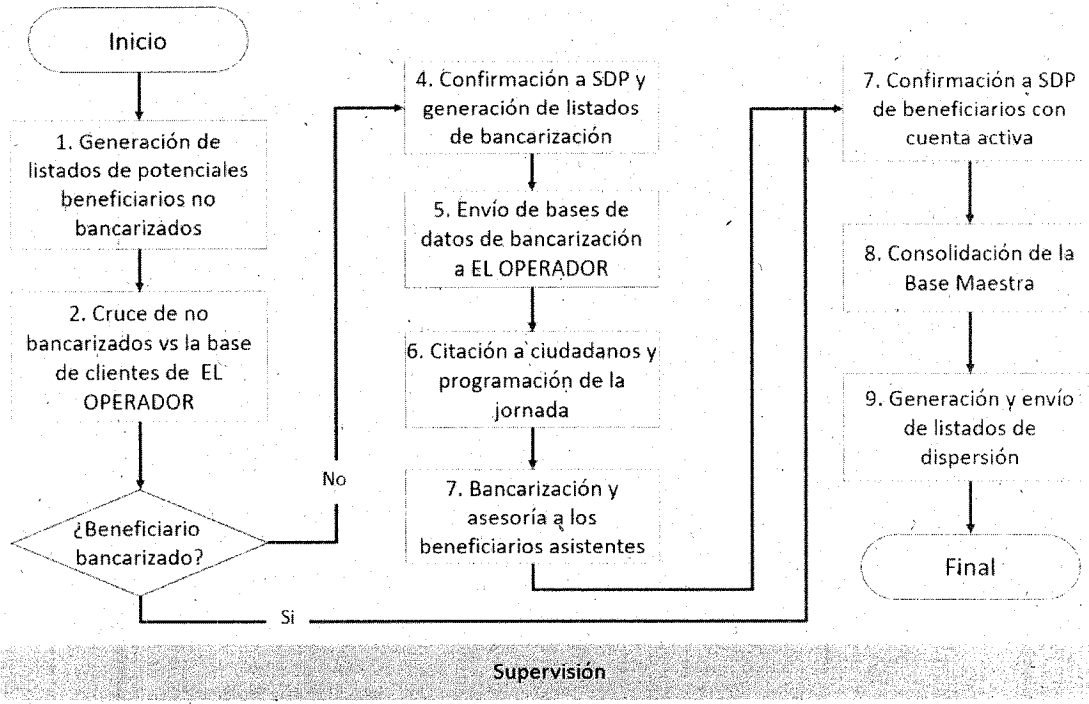 Inicio
1. Generación de
listados de potenciales
beneficiarios no
bancarizados
2. Cruce de no
bancarizados vs la base
de clientes de EL
OPERADOR
¿Beneficiario
bancarizado?
No
Si
4. Confirmación a SDP y
generación de listados
de bancarización
5. Envío de bases de
datos de bancarización
a EL OPERADOR
6. Citación a ciudadanos y
programación de la
jornada
7. Bancarización y
asesoría a los
beneficiarios asistentes
7. Confirmación a SDP
de beneficiarios con
cuenta activa
8. Consolidación de la
Base Maestra
9. Generación y envío
de listados de
dispersión
Final
Supervisión